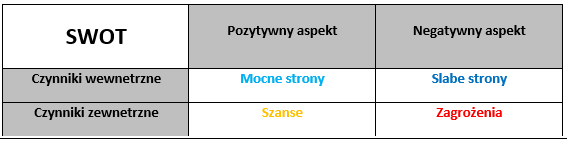 SWOT
Pozytywny aspekt
Negatywny aspekt
Czynniki wewnetrzne
Mocne strony
Slabe strony
Czynniki zewnetrzne
Szanse
Zagrożenia